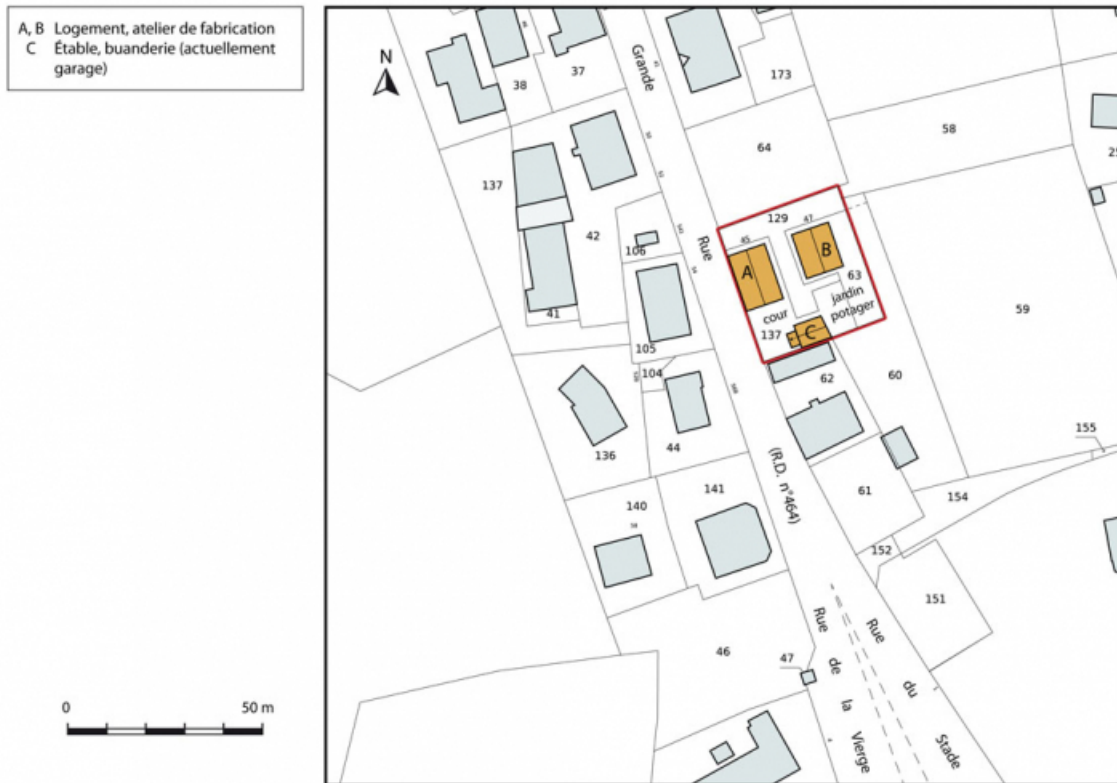 A, B Logement, atelier de fabrication
C Étable, buanderie (actuellement
garage)
N
0 50 m
Grande
Rue
(R.D. n°464)
Rue
de
la
Vierge
Rue
du
Stade
38
37
173
58
64
137
42
106
41
105
104
136
44
140
141
46
47
129
45
47
A
B
63
jardin
potager
cour
137
C
59
60
62
61
155
154
152
151